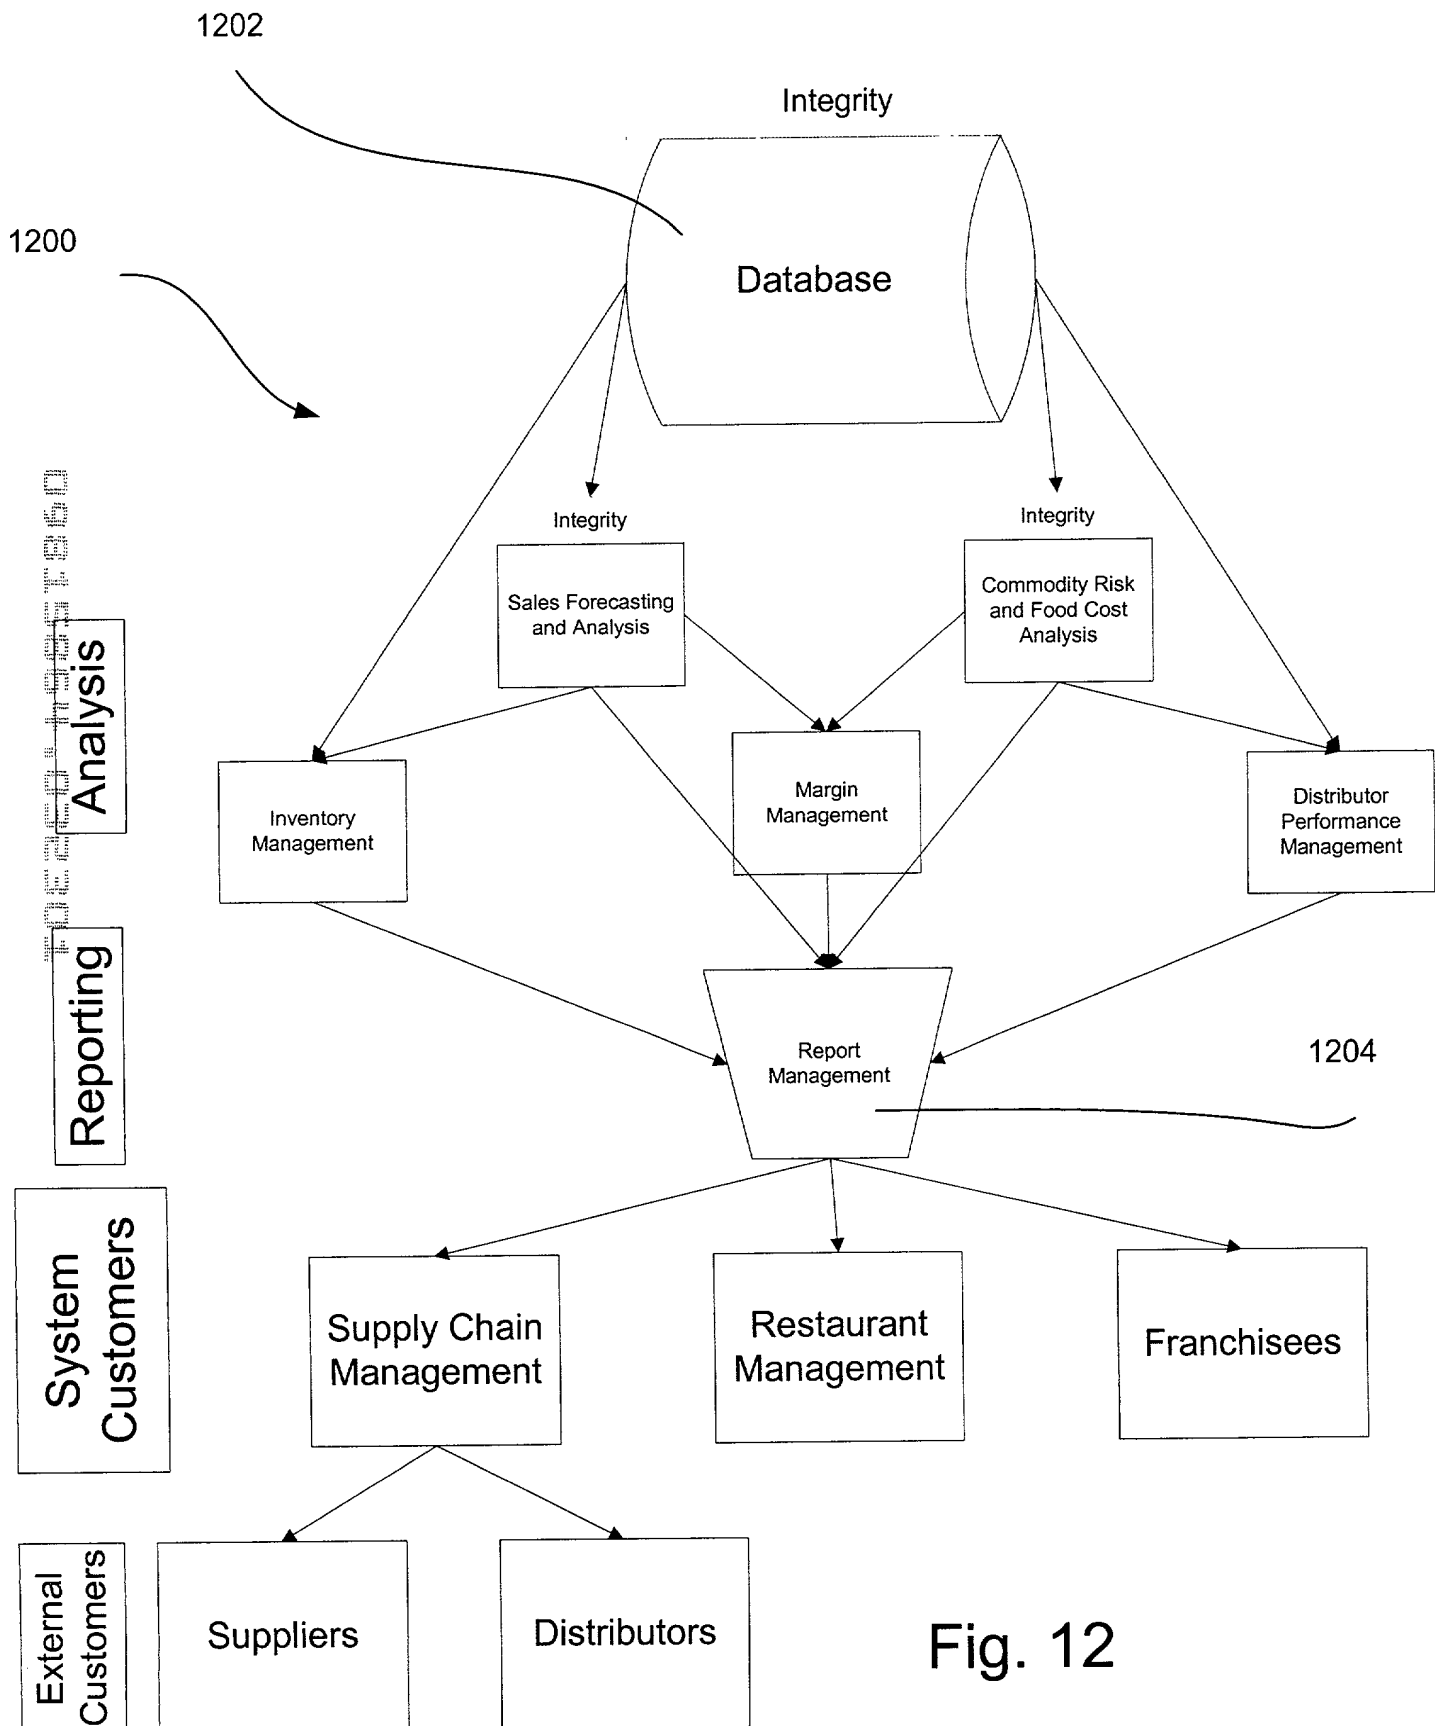 1202
Integrity
1200
Database
Integrity
Integrity
Sales Forecasting
and Analysis
Commodity Risk
and Food Cost
Analysis
Analysis
Inventory
Management
Margin
Management
Distributor
Performance
Management
Reporting
Report
Management
1204
System
Customers
Supply Chain
Management
Restaurant
Management
Franchisees
External
Customers
Suppliers
Distributors
Fig. 12